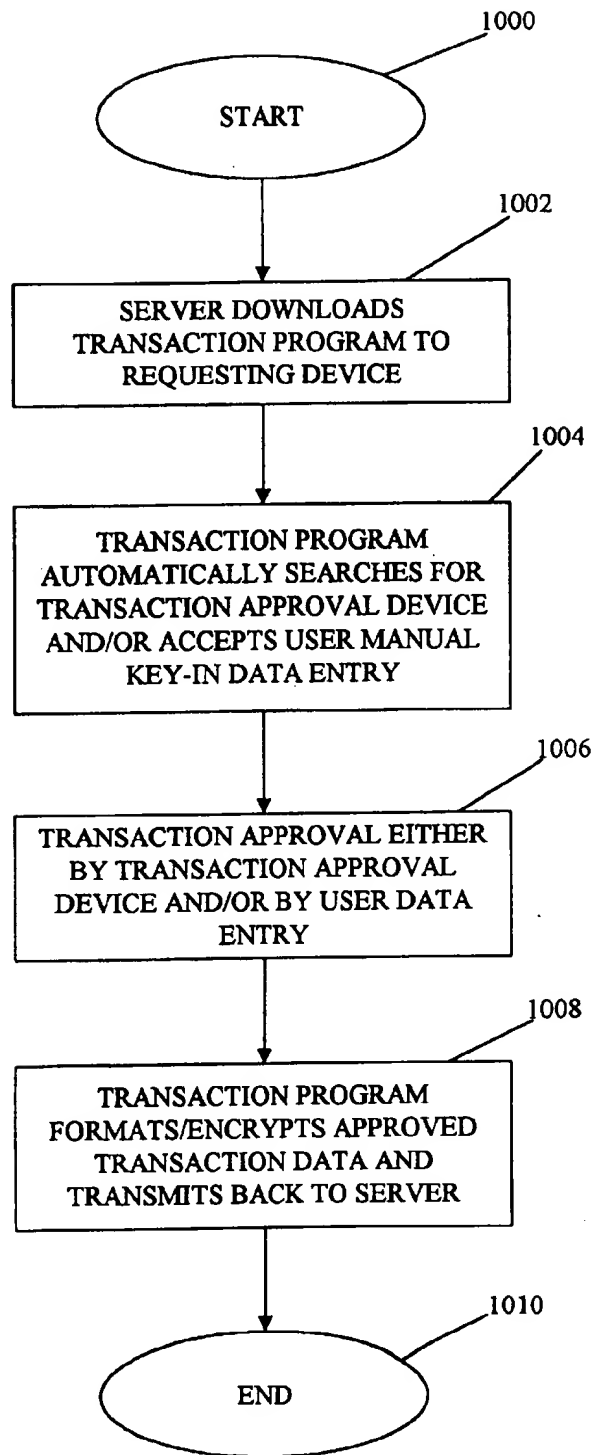 1000
START
1002
SERVER DOWNLOADS
TRANSACTION PROGRAM TO
REQUESTING DEVICE
1004
TRANSACTION PROGRAM
AUTOMATICALLY SEARCHES FOR
TRANSACTION APPROVAL DEVICE
AND/OR ACCEPTS USER MANUAL
KEY-IN DATA ENTRY
1006
TRANSACTION APPROVAL EITHER
BY TRANSACTION APPROVAL
DEVICE AND/OR BY USER DATA
ENTRY
1008
TRANSACTION PROGRAM
FORMATS/ENCRYPTS APPROVED
TRANSACTION DATA AND
TRANSMITS BACK TO SERVER
1010
END